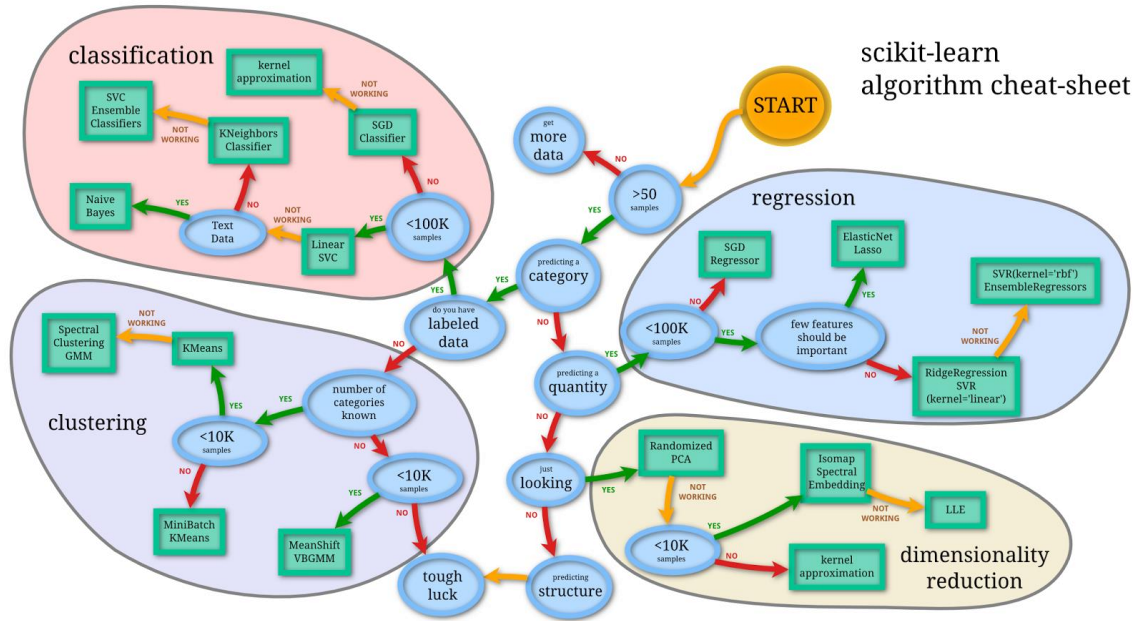 scikit-learn
algorithm cheat-sheet
START
>50
samples
NO
get
more
data
YES
predicting a
category
YES
do you have
labeled
data
YES
classification
<100K
samples
YES
Linear
SVC
NOT
WORKING
Text
Data
YES
Naive
Bayes
NO
KNeighbors
Classifier
NOT
WORKING
SVC
Ensemble
Classifiers
NO
SGD
Classifier
NOT
WORKING
kernel
approximation
NO
clustering
number of
categories
known
YES
<10K
samples
YES
KMeans
NOT
WORKING
Spectral
Clustering
GMM
NO
MiniBatch
KMeans
NO
<10K
samples
YES
MeanShift
VBGMM
NO
tough
luck
NO
predicting a
quantity
YES
regression
<100K
samples
NO
SGD
Regressor
YES
few features
should be
important
YES
ElasticNet
Lasso
NO
RidgeRegression
SVR
(kernel='linear')
NOT
WORKING
SVR(kernel='rbf')
EnsembleRegressors
NO
just
looking
YES
dimensionality
reduction
Randomized
PCA
NOT
WORKING
<10K
samples
YES
Isomap
Spectral
Embedding
NOT
WORKING
LLE
NO
kernel
approximation
NO
predicting
structure